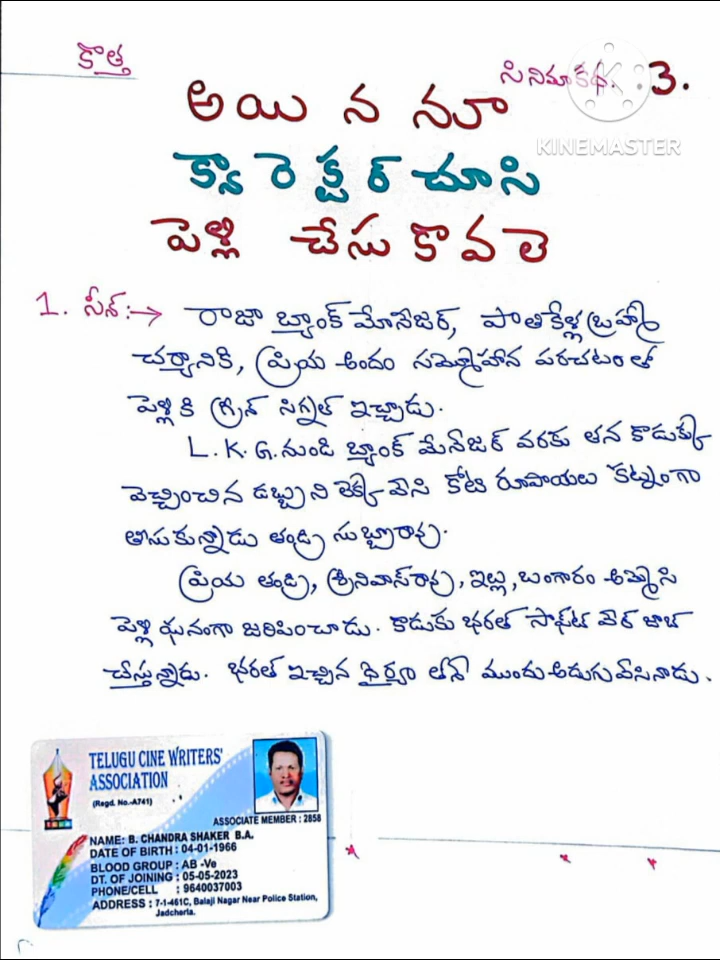 కొత్త
సినిమా కథ. 3.
KINEMASTER
అయి న నూ
క్యా రె క్టర్ చూ సి
పెళ్లి చేసు కొ వ లె
1. సీన్:→ రాజా బ్యాంక్ మేనేజర్, పాతికేళ్ల బ్రహ్మ
చర్యానికి, ప్రియ అందం సమ్మోహన పరచటం తో
పెళ్లి కి గ్రీన్ సిగ్నల్ ఇచ్చాడు.
L.K.G. నుండి బ్యాంక్ మేనేజర్ వరకు తన కొడుక్కు
వెచ్చించిన డబ్బుని లెక్క వేసి కోటి రూపాయలు కట్నంగా
తీసుకున్నాడు తండ్రి సుబ్బారావు.
ప్రియ తండ్రి, శ్రీనివాస్ రావు, ఇల్లు, బంగారం అమ్మేసి
పెళ్లి ఘనంగా జరిపించాడు. కొడుకు భరత్ సాఫ్ట్ వేర్ జాబ్
చేస్తున్నాడు. భరత్ ఇచ్చిన ధైర్యం తోనే ముందు అడుగు వేసినాడు.
TELUGU CINE WRITERS'
ASSOCIATION
(Regd. No.-A741)
ASSOCIATE MEMBER : 2858
NAME: B. CHANDRA SHAKER B.A.
DATE OF BIRTH : 04-01-1966
BLOOD GROUP : AB -Ve
DT. OF JOINING : 05-05-2023
PHONE/CELL : 9640037003
ADDRESS : 7-1-461C, Balaji Nagar Near Police Station,
Jadcherla.